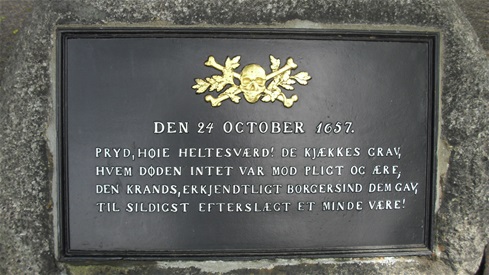 DEN 24 OCTOBER 1657.
PRYD, HØIE HELTESVÆRD! DE KJÆKKES GRAV,
HVEM DØDEN INTET VAR MOD PLIGT OG ÆRE,
DEN KRANDS, ERKJENDTLIGT BORGERSIND DEM GAV,
TIL SILDIGST EFTERSLÆGT ET MINDE VÆRE!